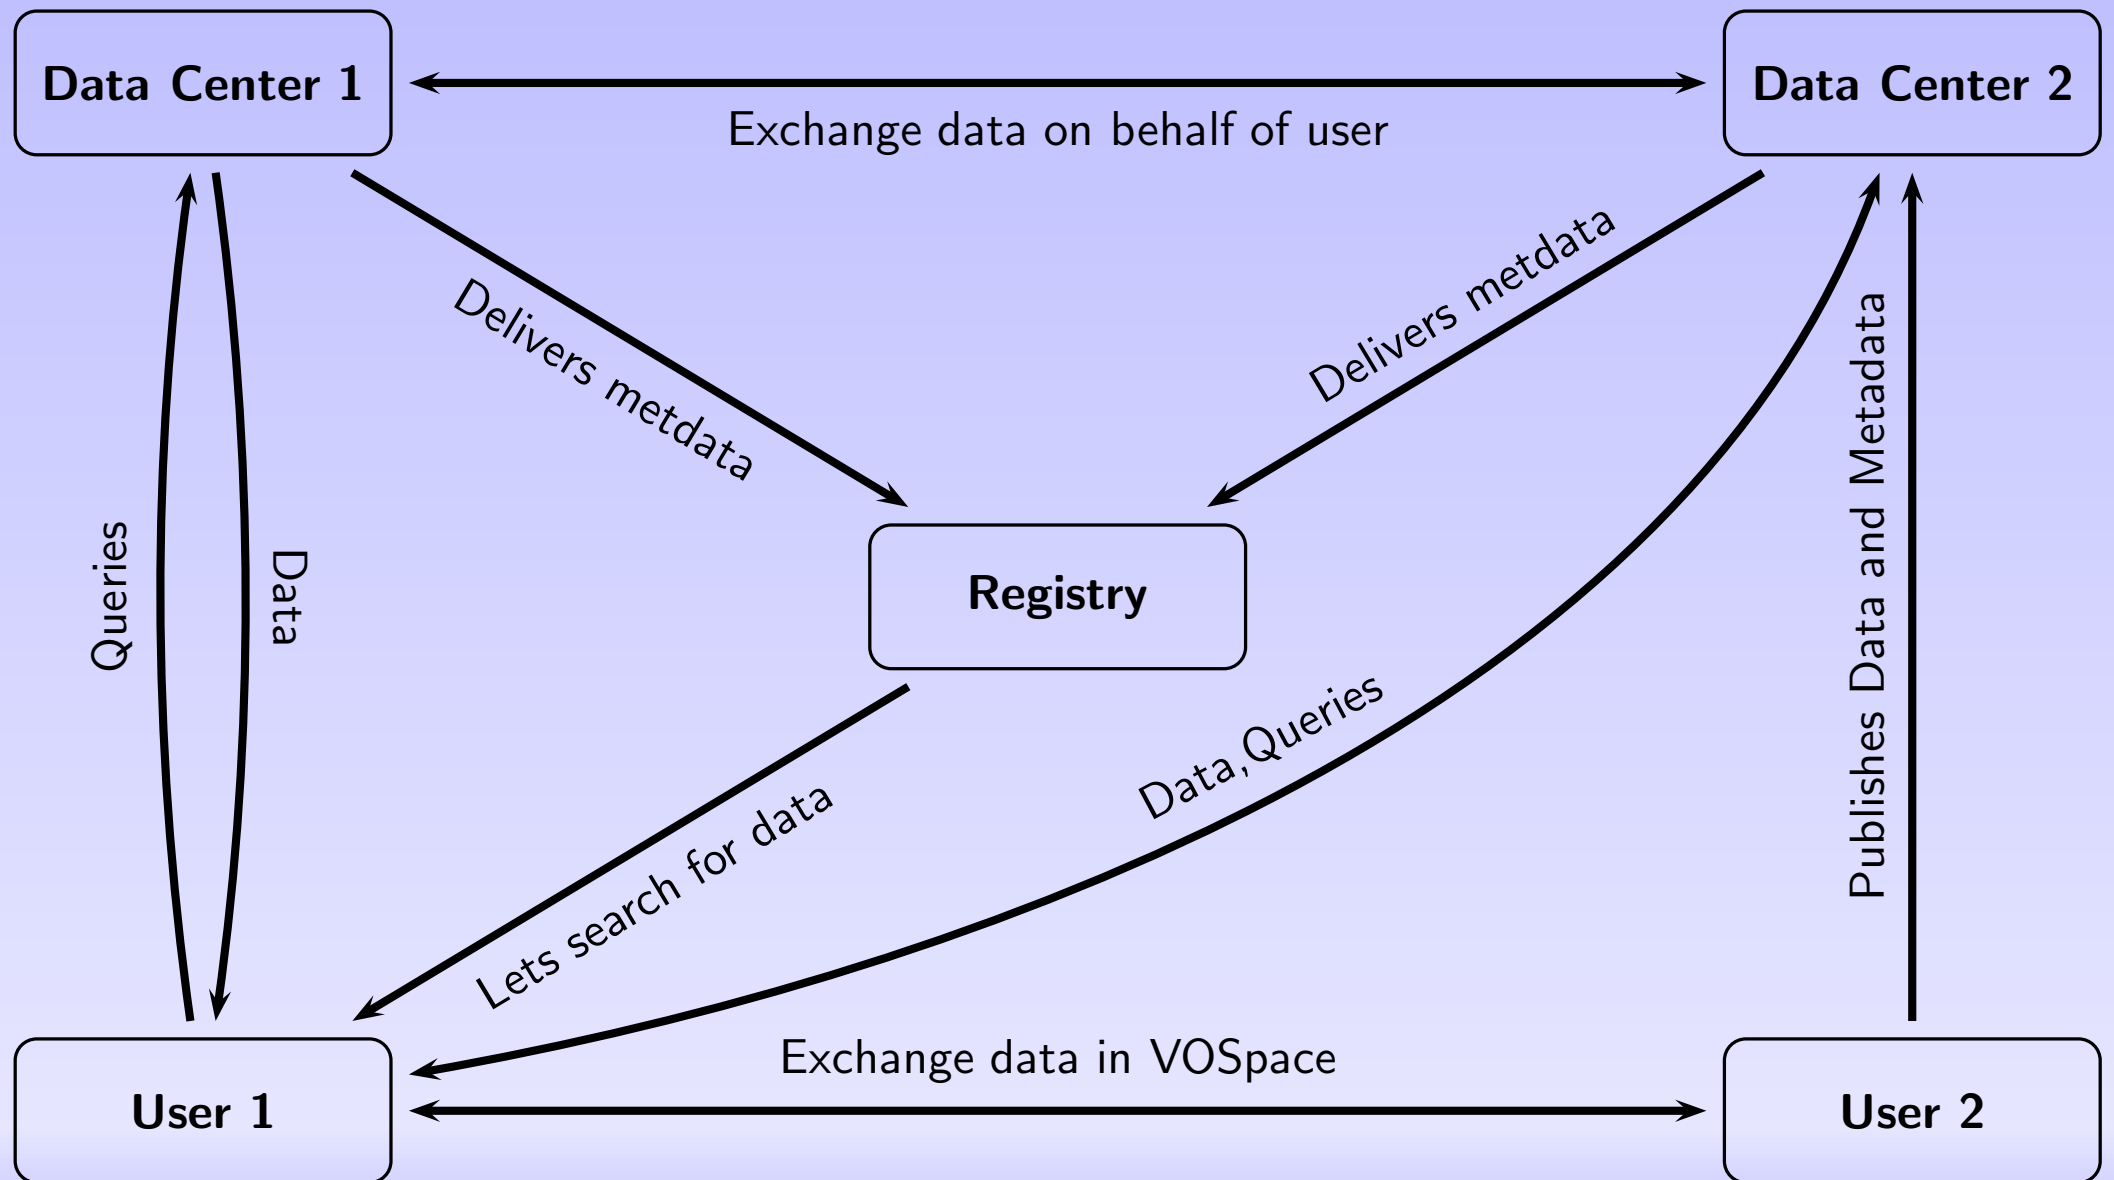 Data Center 1
Data Center 2
Exchange data on behalf of user
Delivers metdata
Delivers metdata
Queries
Data
Registry
Publishes Data and Metadata
Data,Queries
Lets search for data
Exchange data in VOSpace
User 1
User 2